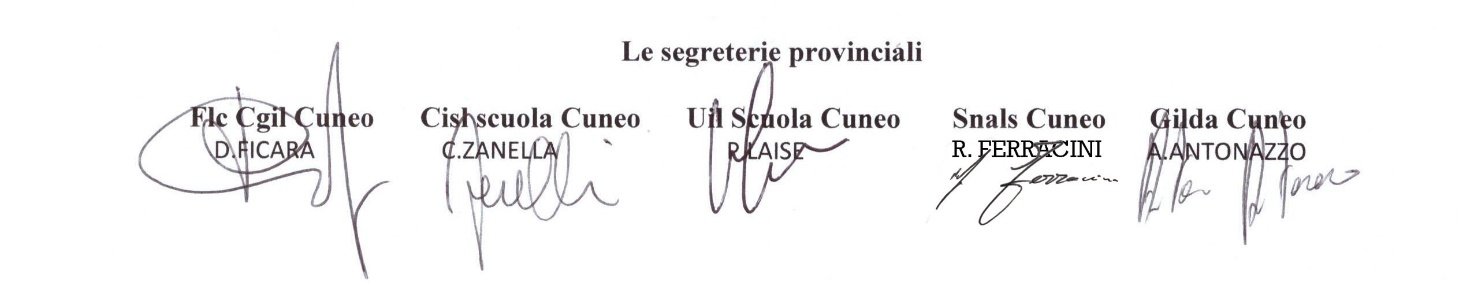 Le segreterie provinciali
Flc Cgil Cuneo Cisl scuola Cuneo Uil Scuola Cuneo Snals Cuneo Gilda Cuneo
D.FICARA C.ZANELLA R.LAISE R. FERRACINI A.ANTONAZZO